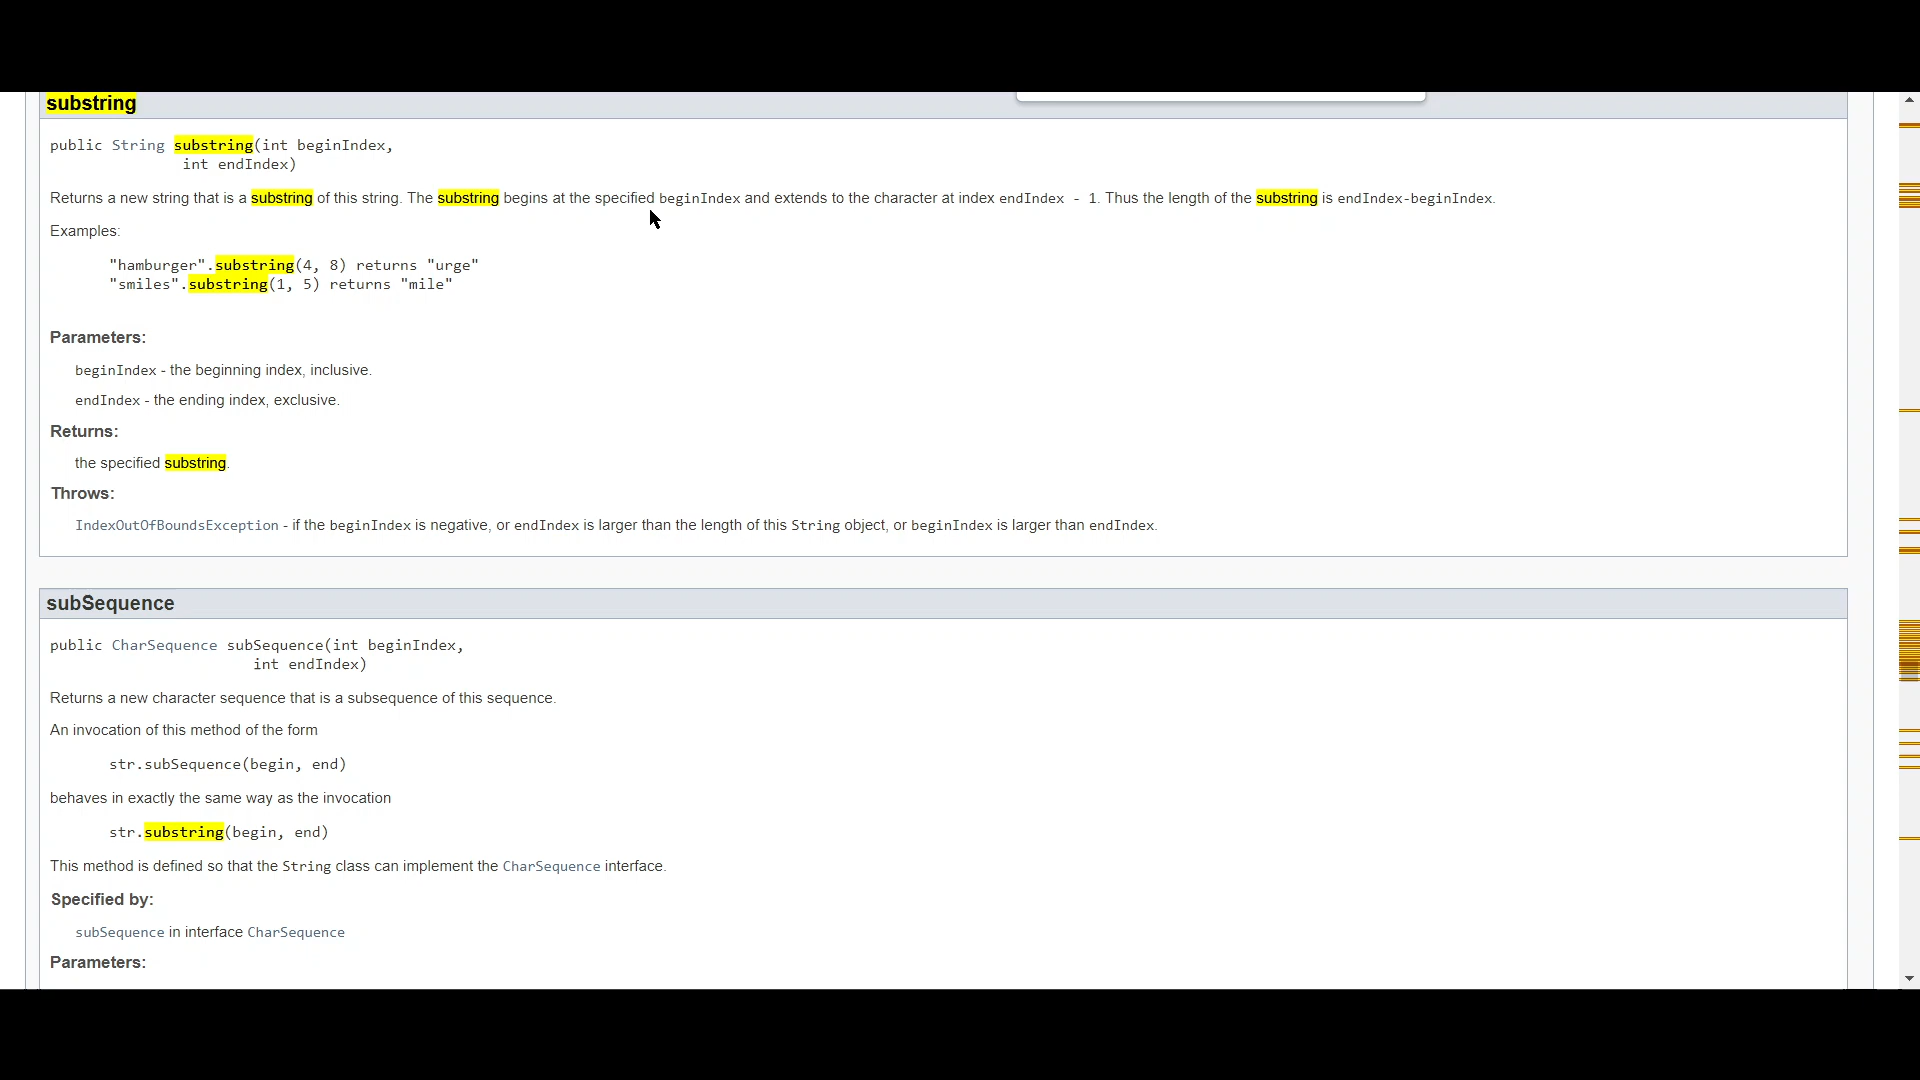 substring
public String substring(int beginIndex,
int endIndex)
Returns a new string that is a substring of this string. The substring begins at the specified beginIndex and extends to the character at index endIndex - 1. Thus the length of the substring is endIndex-beginIndex.
Examples:
"hamburger".substring(4, 8) returns "urge"
"smiles".substring(1, 5) returns "mile"
Parameters:
beginIndex - the beginning index, inclusive.
endIndex - the ending index, exclusive.
Returns:
the specified substring.
Throws:
IndexOutOfBoundsException - if the beginIndex is negative, or endIndex is larger than the length of this String object, or beginIndex is larger than endIndex.
subSequence
public CharSequence subSequence(int beginIndex,
int endIndex)
Returns a new character sequence that is a subsequence of this sequence.
An invocation of this method of the form
str.subSequence(begin, end)
behaves in exactly the same way as the invocation
str.substring(begin, end)
This method is defined so that the String class can implement the CharSequence interface.
Specified by:
subSequence in interface CharSequence
Parameters: